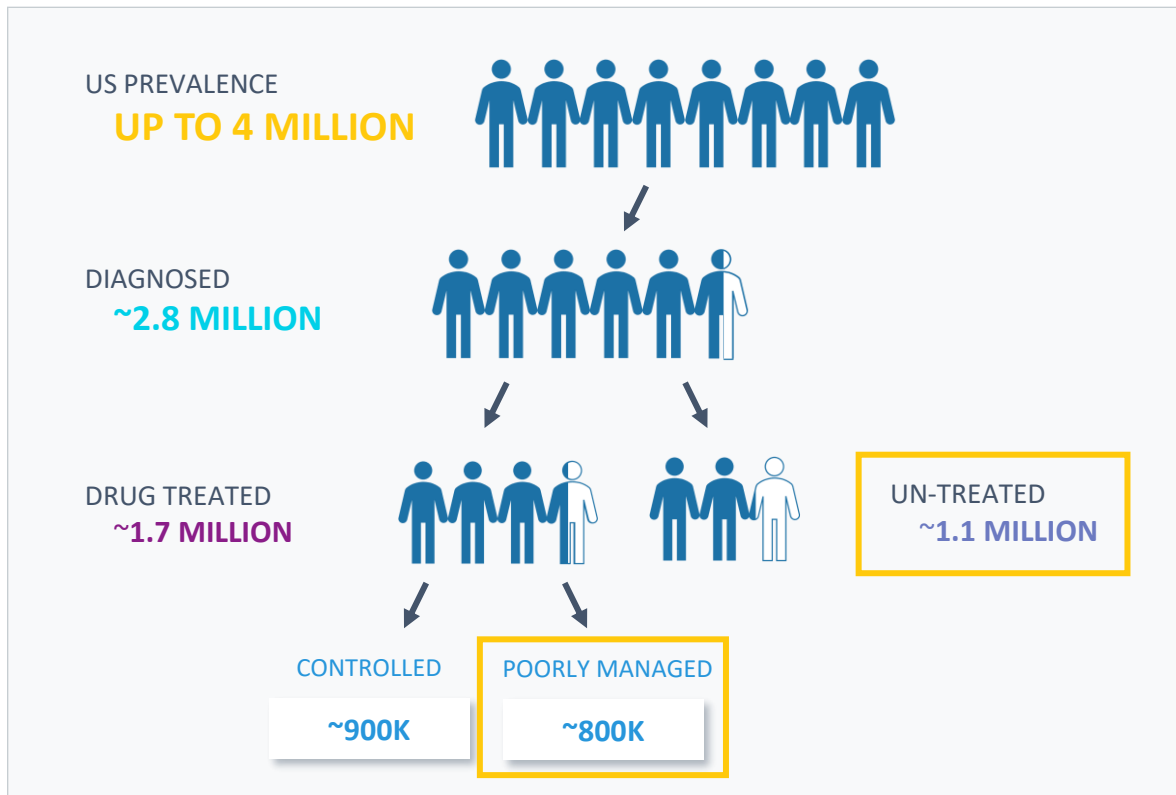 US PREVALENCE
UP TO 4 MILLION
DIAGNOSED
~2.8 MILLION
DRUG TREATED
~1.7 MILLION
UN-TREATED
~1.1 MILLION
CONTROLLED
~900K
POORLY MANAGED
~800K